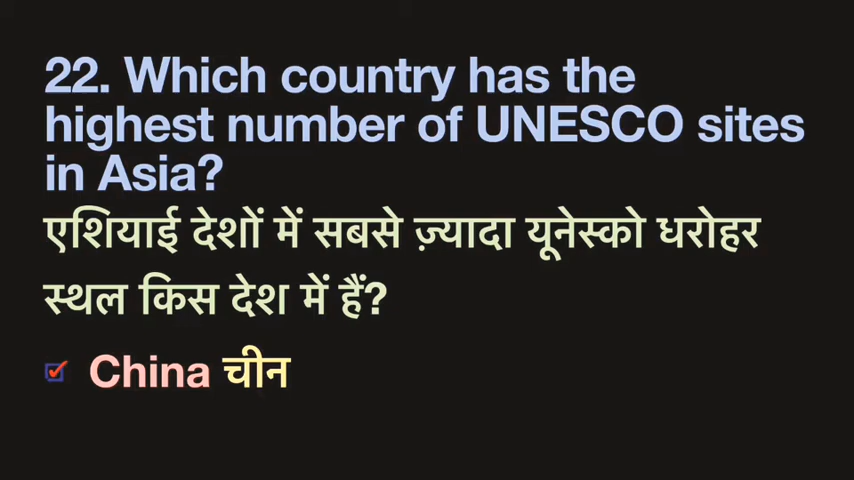 22. Which country has the
highest number of UNESCO sites
in Asia?
एशियाई देशों में सबसे ज़्यादा यूनेस्को धरोहर
स्थल किस देश में हैं?
China चीन